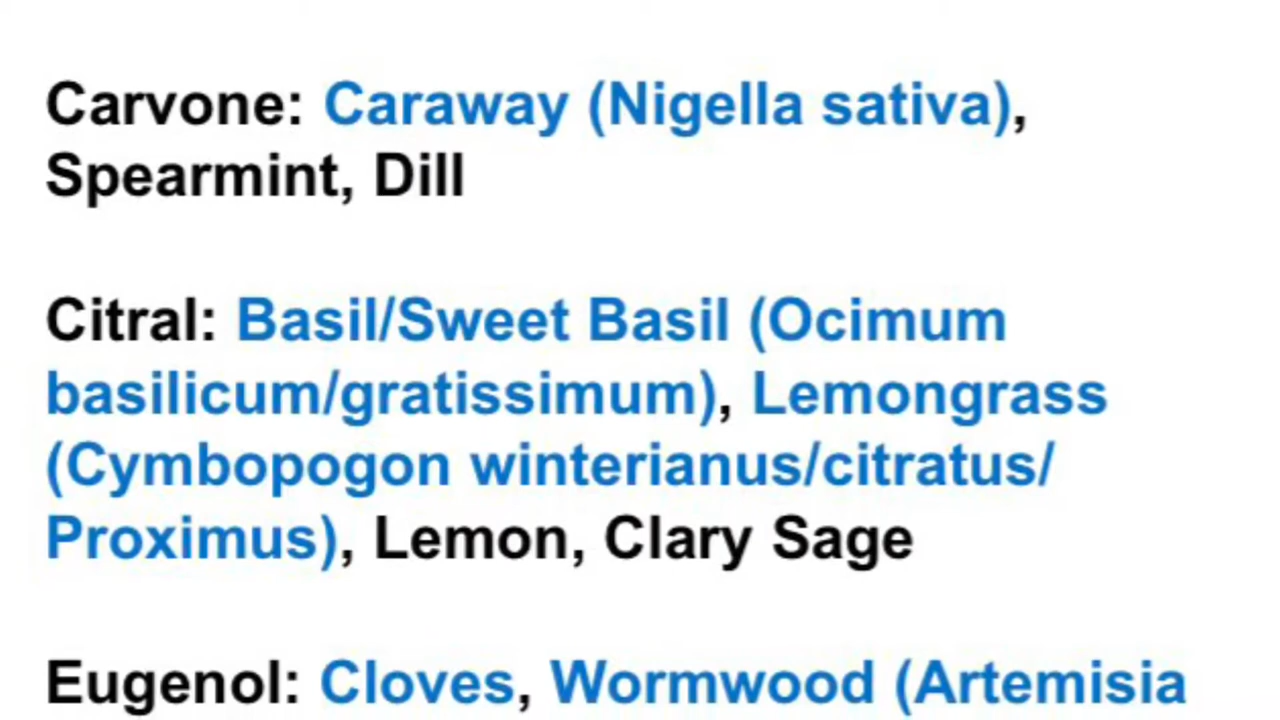 Carvone: Caraway (Nigella sativa),
Spearmint, Dill
Citral: Basil/Sweet Basil (Ocimum
basilicum/gratissimum), Lemongrass
(Cymbopogon winterianus/citratus/
Proximus), Lemon, Clary Sage
Eugenol: Cloves, Wormwood (Artemisia